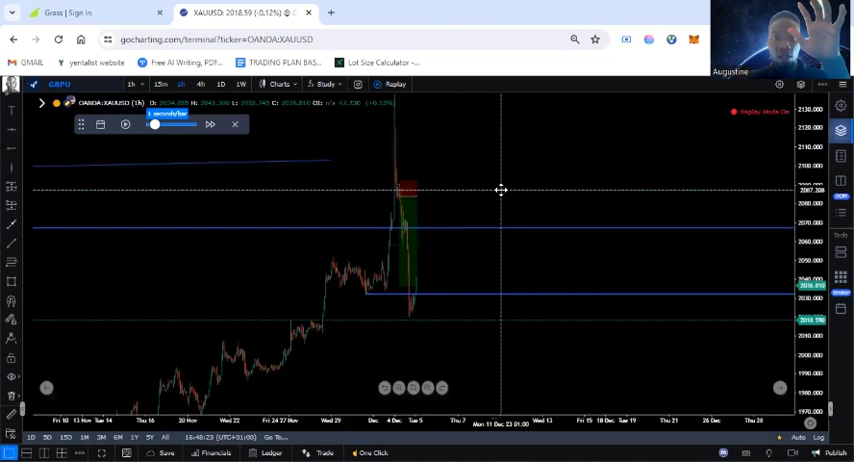 Grass | Sign In
XAUUSD: 2018.59 (-0.12%) @ G
gocharting.com/terminal?ticker=OANDA:XAUUSD
GMAIL
yentalist website
Free AI Writing, PDF...
TRADING PLAN BAS...
Lot Size Calculator -...
Augustine
GBPU
1h
15m
1h
4h
1D
1W
Charts
Study
Replay
OANDA:XAUUSD (1h)
1 seconds/bar
Replay Mode On
2130.000
2110.000
2100.000
2087.208
2080.000
2070.000
2060.000
2050.000
2036.810
2030.000
2018.590
2010.000
2000.000
1990.000
1980.000
1970.000
Tools
Fri 10
13 Nov
Tue 14
Thu 16
20 Nov
Wed 22
Fri 24
27 Nov
Wed 29
Dec
4 Dec
Tue 5
Thu 7
Mon 11 Dec 23 01:00
Wed 13
Fri 15
18 Dec
Tue 19
Thu 21
26 Dec
Thu 28
1D
5D
15D
1M
3M
6M
1Y
5Y
All
16:48:23 (UTC+01:00)
Go To...
Auto
Log
Save
Financials
Ledger
Trade
One Click
Publish